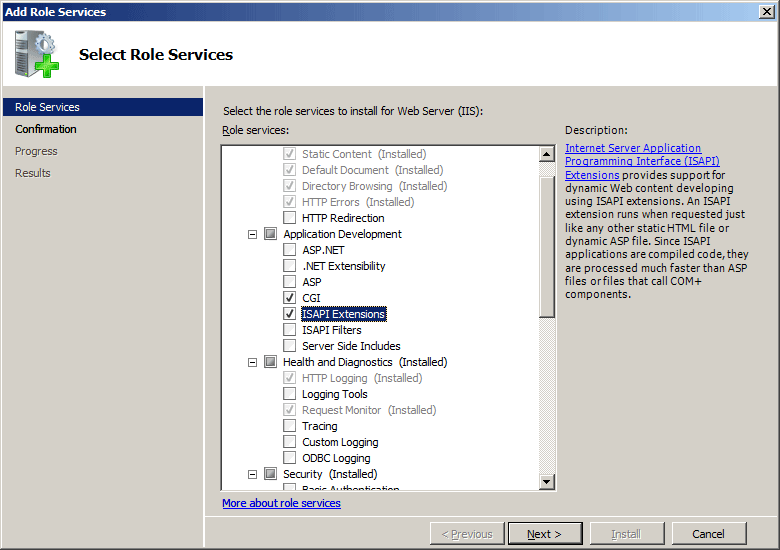 Add Role Services
Select Role Services
Role Services
Confirmation
Progress
Results
Select the role services to install for Web Server (IIS):
Role services:
Static Content (Installed)
Default Document (Installed)
Directory Browsing (Installed)
HTTP Errors (Installed)
HTTP Redirection
Application Development
ASP.NET
.NET Extensibility
ASP
CGI
ISAPI Extensions
ISAPI Filters
Server Side Includes
Health and Diagnostics (Installed)
HTTP Logging (Installed)
Logging Tools
Request Monitor (Installed)
Tracing
Custom Logging
ODBC Logging
Security (Installed)
Basic Authentication
More about role services
Description:
Internet Server Application
Programming Interface (ISAPI)
Extensions provides support for
dynamic Web content developing
using ISAPI extensions. An ISAPI
extension runs when requested just
like any other static HTML file or
dynamic ASP file. Since ISAPI
applications are compiled code, they
are processed much faster than ASP
files or files that call COM+
components.
< Previous
Next >
Install
Cancel